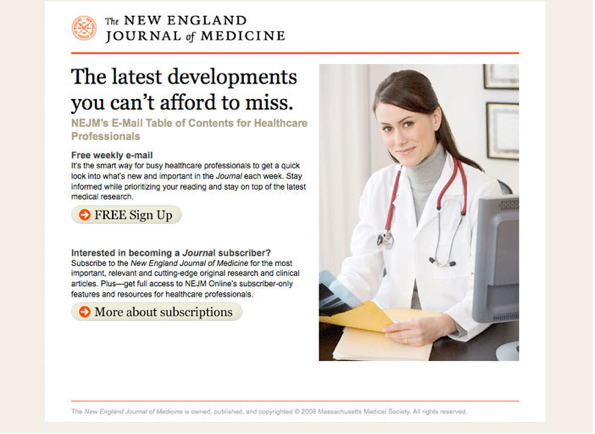 The NEW ENGLAND
JOURNAL of MEDICINE
The latest developments
you can’t afford to miss.
NEJM’s E-Mail Table of Contents for Healthcare
Professionals
Free weekly e-mail
It’s the smart way for busy healthcare professionals to get a quick
look into what’s new and important in the Journal each week. Stay
informed while prioritizing your reading and stay on top of the latest
medical research.
FREE Sign Up
Interested in becoming a Journal subscriber?
Subscribe to the New England Journal of Medicine for the most
important, relevant and cutting-edge original research and clinical
articles. Plus—get full access to NEJM Online’s subscriber-only
features and resources for healthcare professionals.
More about subscriptions
The New England Journal of Medicine is owned, published, and copyrighted © 2008 Massachusetts Medical Society. All rights reserved.